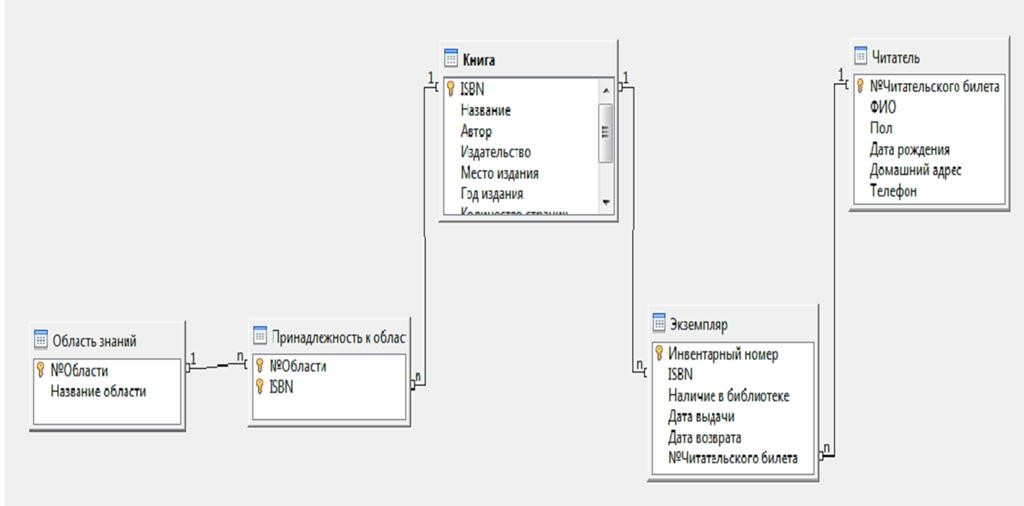 Книга
1
1
ISBN
Название
Автор
Издательство
Место издания
Год издания
Количество страниц
Читатель
1
№Читательского билета
ФИО
Пол
Дата рождения
Домашний адрес
Телефон
Область знаний
1
№Области
Название области
Принадлежность к облас
n
№Области
ISBN
n
Экземпляр
n
Инвентарный номер
ISBN
Наличие в библиотеке
Дата выдачи
Дата возврата
№Читательского билета
n